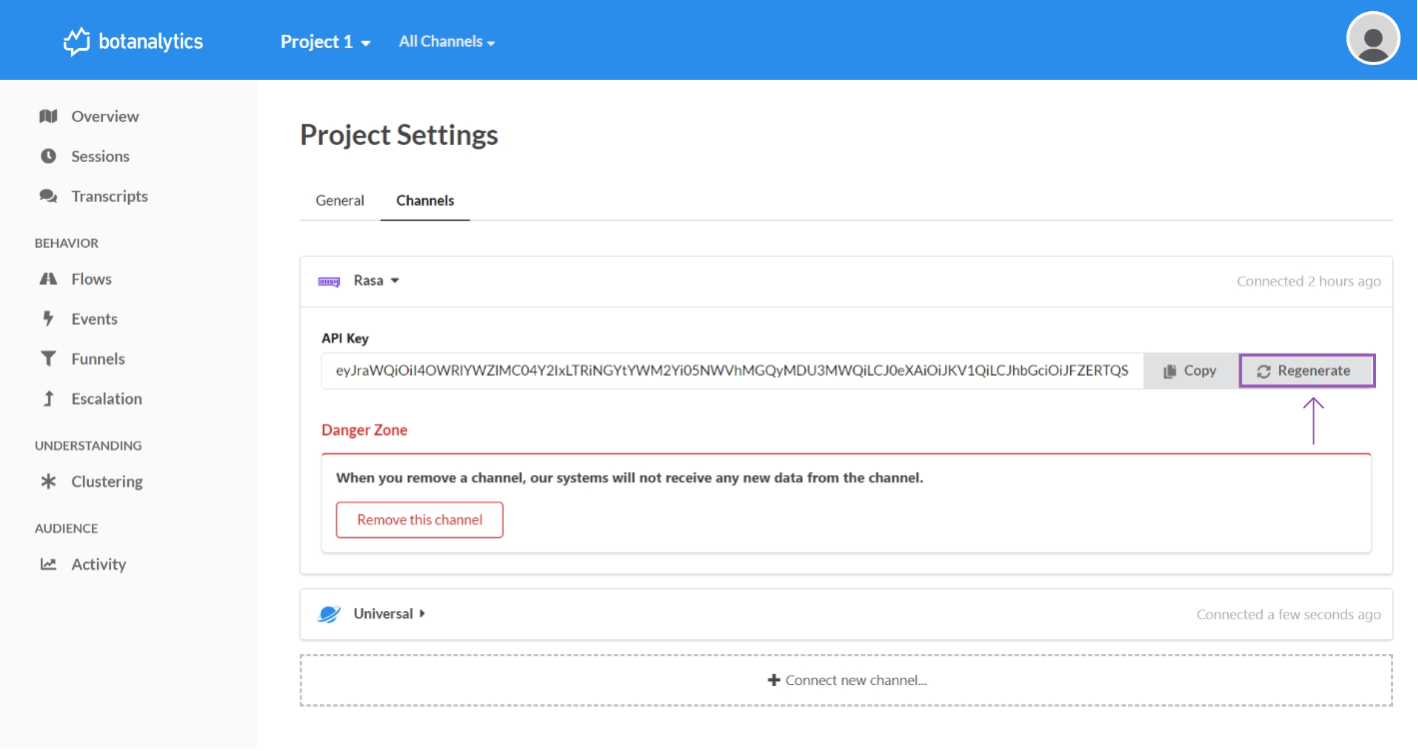 botanalytics
Project 1
All Channels
Overview
Sessions
Transcripts
BEHAVIOR
Flows
Events
Funnels
Escalation
UNDERSTANDING
Clustering
AUDIENCE
Activity
Project Settings
General Channels
Rasa
Connected 2 hours ago
API Key
eyJraWQiOiI4OWRlYWZlMC04Y2IxLTRiNGYtYWM2Yi05NWVhMGQyMDU3MWQiLCJ0eXAiOiJKV1QiLCJhbGciOiJFZERTQS
Copy
Regenerate
Danger Zone
When you remove a channel, our systems will not receive any new data from the channel.
Remove this channel
Universal
Connected a few seconds ago
Connect new channel...